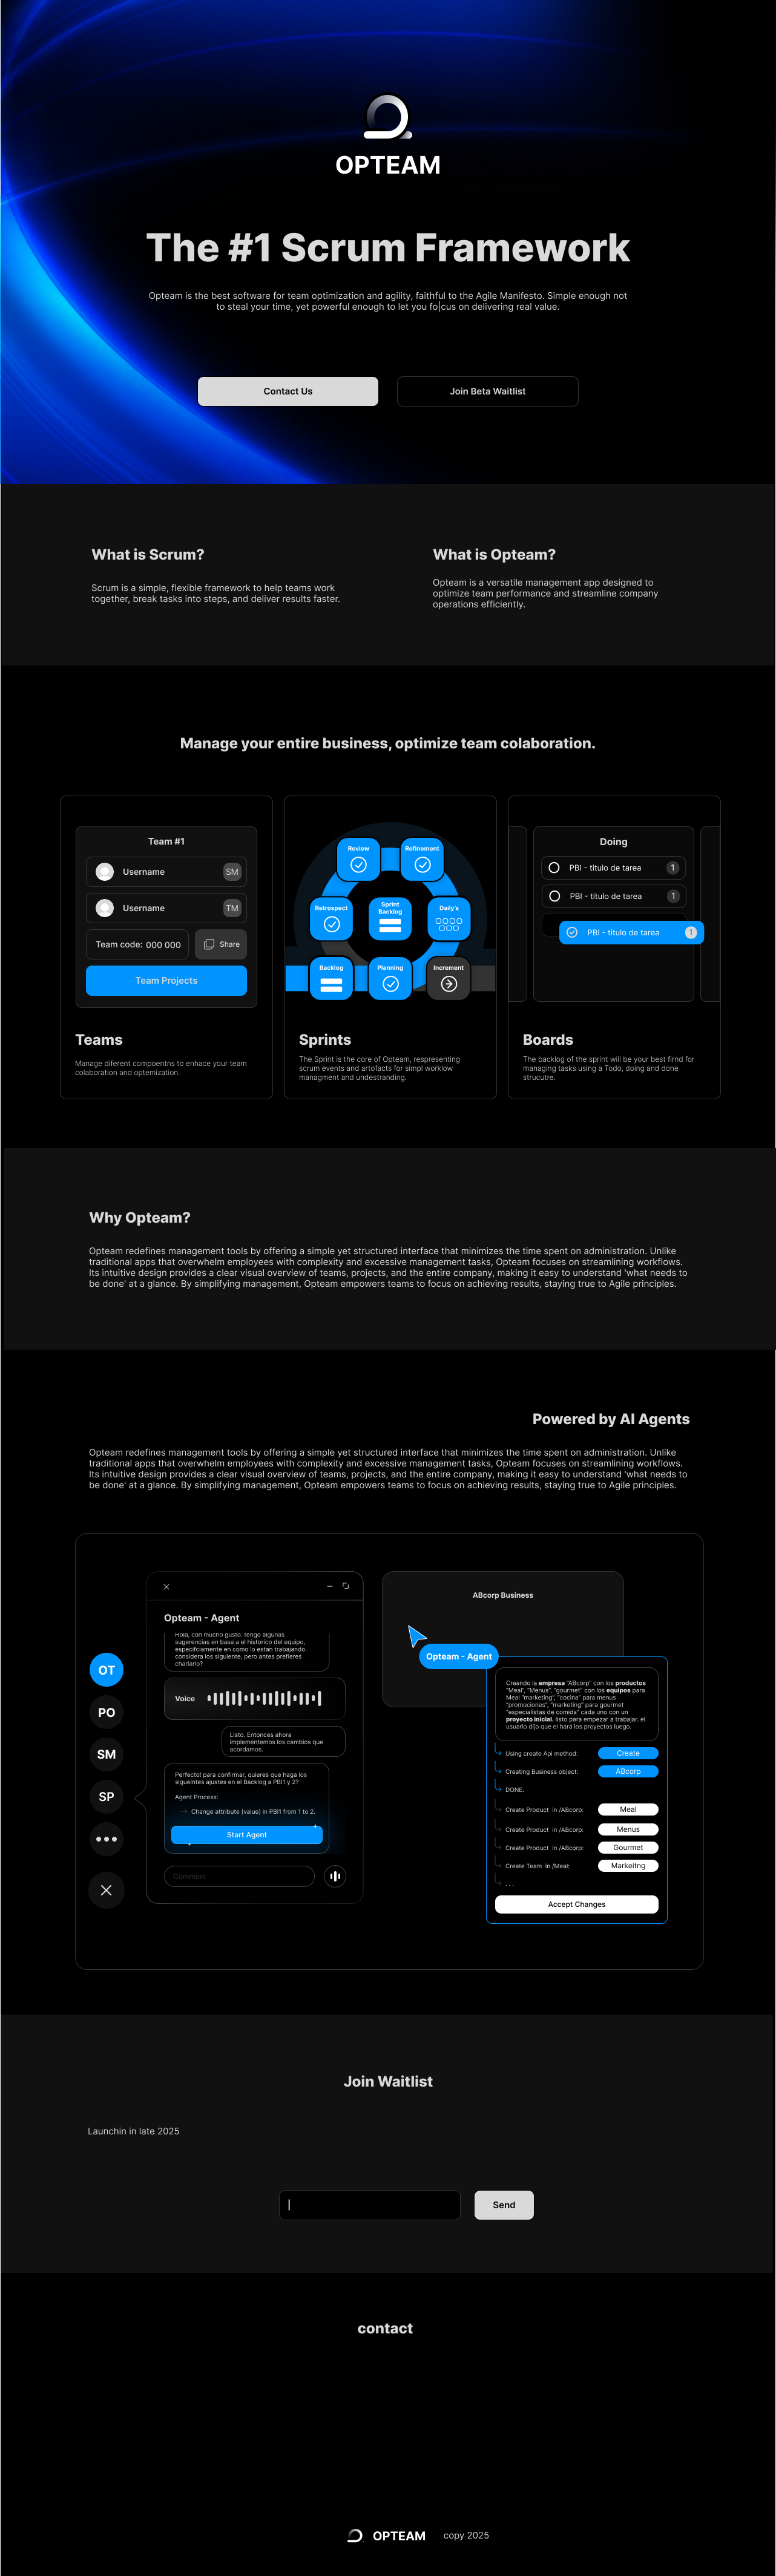 OPTEAM
The #1 Scrum Framework
Opteam is the best software for team optimization and agility, faithful to the Agile Manifesto. Simple enough not
to steal your time, yet powerful enough to let you fo|cus on delivering real value.
Contact Us
Join Beta Waitlist
What is Scrum?
Scrum is a simple, flexible framework to help teams work
together, break tasks into steps, and deliver results faster.
What is Opteam?
Opteam is a versatile management app designed to
optimize team performance and streamline company
operations efficiently.
Manage your entire business, optimize team colaboration.
Team #1
Username
SM
Username
TM
Team code: 000 000
Share
Team Projects
Teams
Manage diferent compoentns to enhace your team
colaboration and optemization.
Review
Refinement
Retrospect
Sprint
Backlog
Daily's
Backlog
Planning
Increment
Sprints
The Sprint is the core of Opteam, respresenting
scrum events and artofacts for simpl worklow
managment and undestranding.
Doing
PBI - titulo de tarea
1
PBI - titulo de tarea
1
PBI - titulo de tarea
1
Boards
The backlog of the sprint will be your best firnd for
managing tasks using a Todo, doing and done
strucutre.
Why Opteam?
Opteam redefines management tools by offering a simple yet structured interface that minimizes the time spent on administration. Unlike
traditional apps that overwhelm employees with complexity and excessive management tasks, Opteam focuses on streamlining workflows.
Its intuitive design provides a clear visual overview of teams, projects, and the entire company, making it easy to understand 'what needs to
be done' at a glance. By simplifying management, Opteam empowers teams to focus on achieving results, staying true to Agile principles.
Powered by AI Agents
Opteam redefines management tools by offering a simple yet structured interface that minimizes the time spent on administration. Unlike
traditional apps that overwhelm employees with complexity and excessive management tasks, Opteam focuses on streamlining workflows.
Its intuitive design provides a clear visual overview of teams, projects, and the entire company, making it easy to understand 'what needs to
be done' at a glance. By simplifying management, Opteam empowers teams to focus on achieving results, staying true to Agile principles.
OT
PO
SM
SP
Opteam - Agent
Hola, con mucho gusto. tengo algunas
sugerencias en base a el historico del equipo,
especifcamente en como lo estan trabajando.
considera los siguiente, pero antes prefieres
charlarlo?
Voice
Listo. Entonces ahora
implementemos los cambios que
acordamos.
Perfecto! para confirmar, quieres que haga los
sigueintes ajustes en el Backlog a PBI1 y 2?
Agent Process:
Change attribute (value) in PBI1 from 1 to 2.
Start Agent
Comment
ABcorp Business
Opteam - Agent
Creando la empresa "ABcorp" con los productos
"Meal", "Menus", "gourmet" con los equipos para
Meal "marketing", "cocina" para menus
"promociones", "marketing" para gourmet
"especialistas de comida" cada uno con un
proyecto inicial. listo para empezar a trabajar. el
usuario dijo que el hará los proyectos luego.
Using create Api method:
Create
Creating Business object:
ABcorp
DONE.
Create Product in /ABcorp:
Meal
Create Product in /ABcorp:
Menus
Create Product in /ABcorp:
Gourmet
Create Team in /Meal:
Markeitng
. . .
Accept Changes
Join Waitlist
Launchin in late 2025
Send
contact
OPTEAM
copy 2025